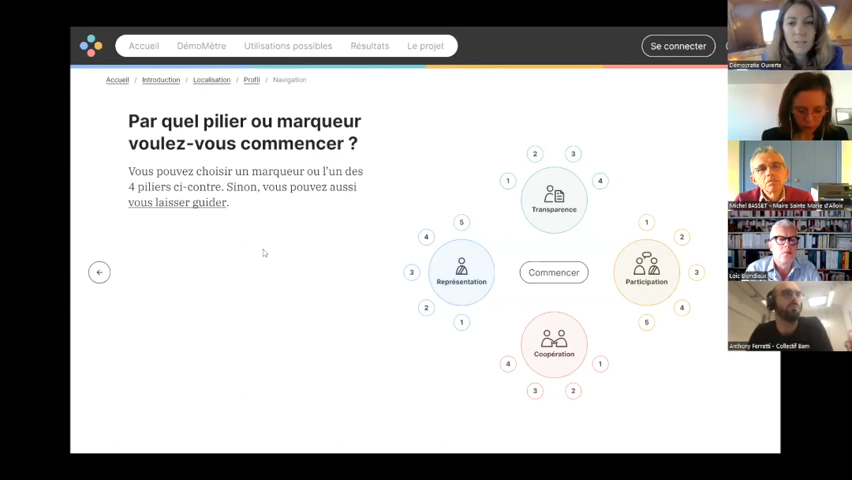 Accueil DémoMètre Utilisations possibles Résultats Le projet Se connecter
Accueil / Introduction / Localisation / Profil / Navigation
Par quel pilier ou marqueur
voulez-vous commencer ?
Vous pouvez choisir un marqueur ou l'un des
4 piliers ci-contre. Sinon, vous pouvez aussi
vous laisser guider.
2 3
1 4
Transparence
5
4
3
2
1
Représentation
Commencer
1
2
3
4
5
Participation
Coopération
4 1
3 2
Démocratie Ouverte
Michel BASSET - Maire Sainte Marie d'Alloix
Loïc Blondiaux
Anthony Ferretti - Collectif Bam